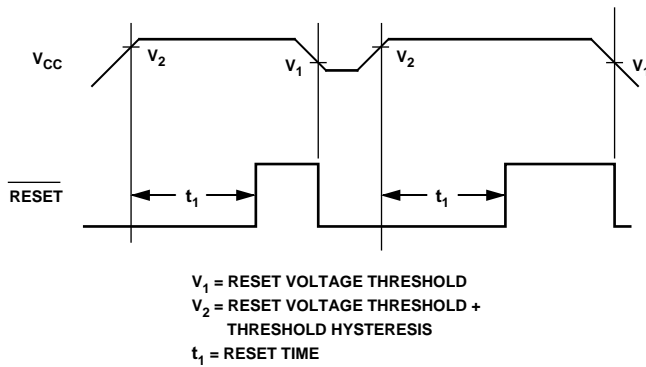 VCC
V2
V1
V2
V1
RESET
t1
t1
V1 = RESET VOLTAGE THRESHOLD
V2 = RESET VOLTAGE THRESHOLD +
THRESHOLD HYSTERESIS
t1 = RESET TIME